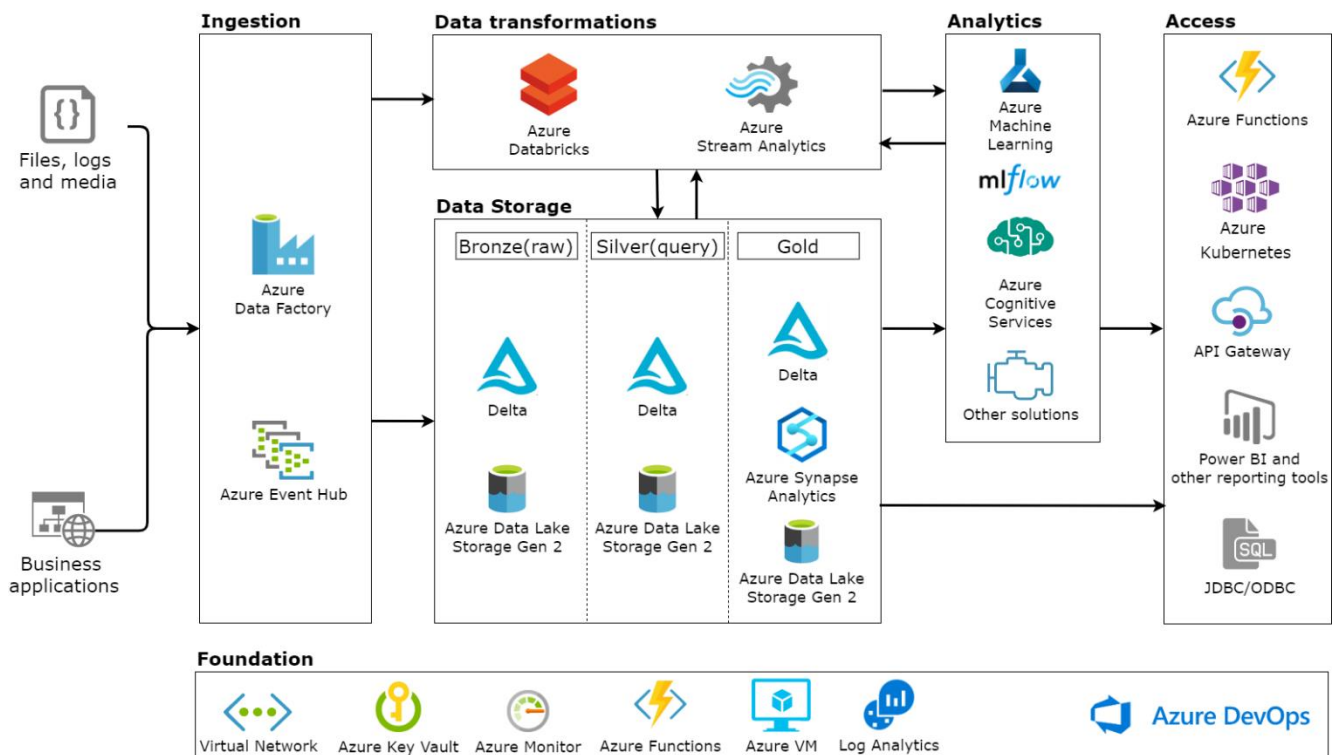 Ingestion
Data transformations
Analytics
Access
{}
Files, logs
and media
Business
applications
Azure
Data Factory
Azure Event Hub
Azure
Databricks
Azure
Stream Analytics
Data Storage
Bronze(raw)
Silver(query)
Gold
Delta
Azure Data Lake
Storage Gen 2
Delta
Azure Data Lake
Storage Gen 2
Delta
Azure Synapse
Analytics
Azure Data Lake
Storage Gen 2
Azure
Machine
Learning
mlflow
Azure
Cognitive
Services
Other solutions
Azure Functions
Azure
Kubernetes
API Gateway
Power BI and
other reporting tools
SQL
JDBC/ODBC
Foundation
Virtual Network
Azure Key Vault
Azure Monitor
Azure Functions
Azure VM
Log Analytics
Azure DevOps